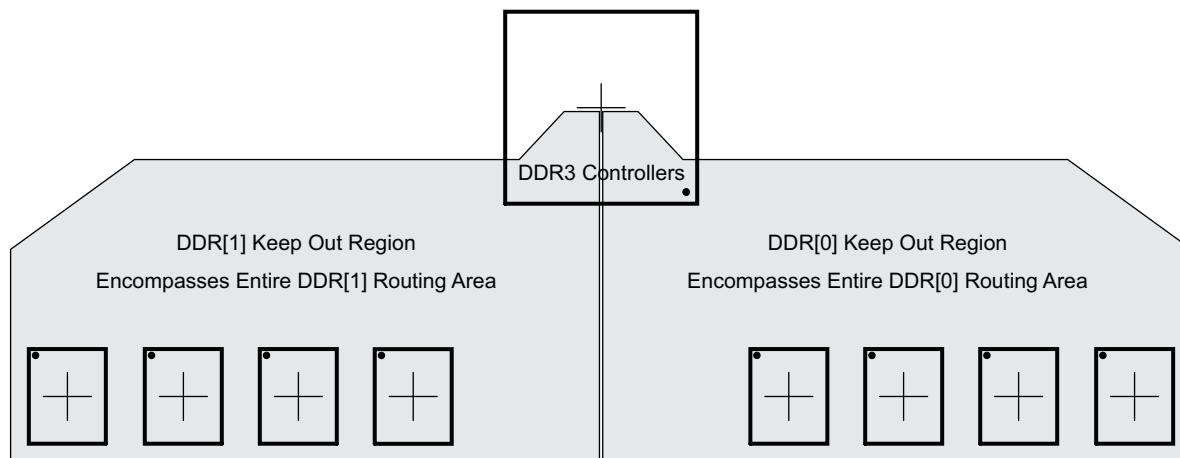 DDR3 Controllers
DDR[1] Keep Out Region
Encompasses Entire DDR[1] Routing Area
DDR[0] Keep Out Region
Encompasses Entire DDR[0] Routing Area